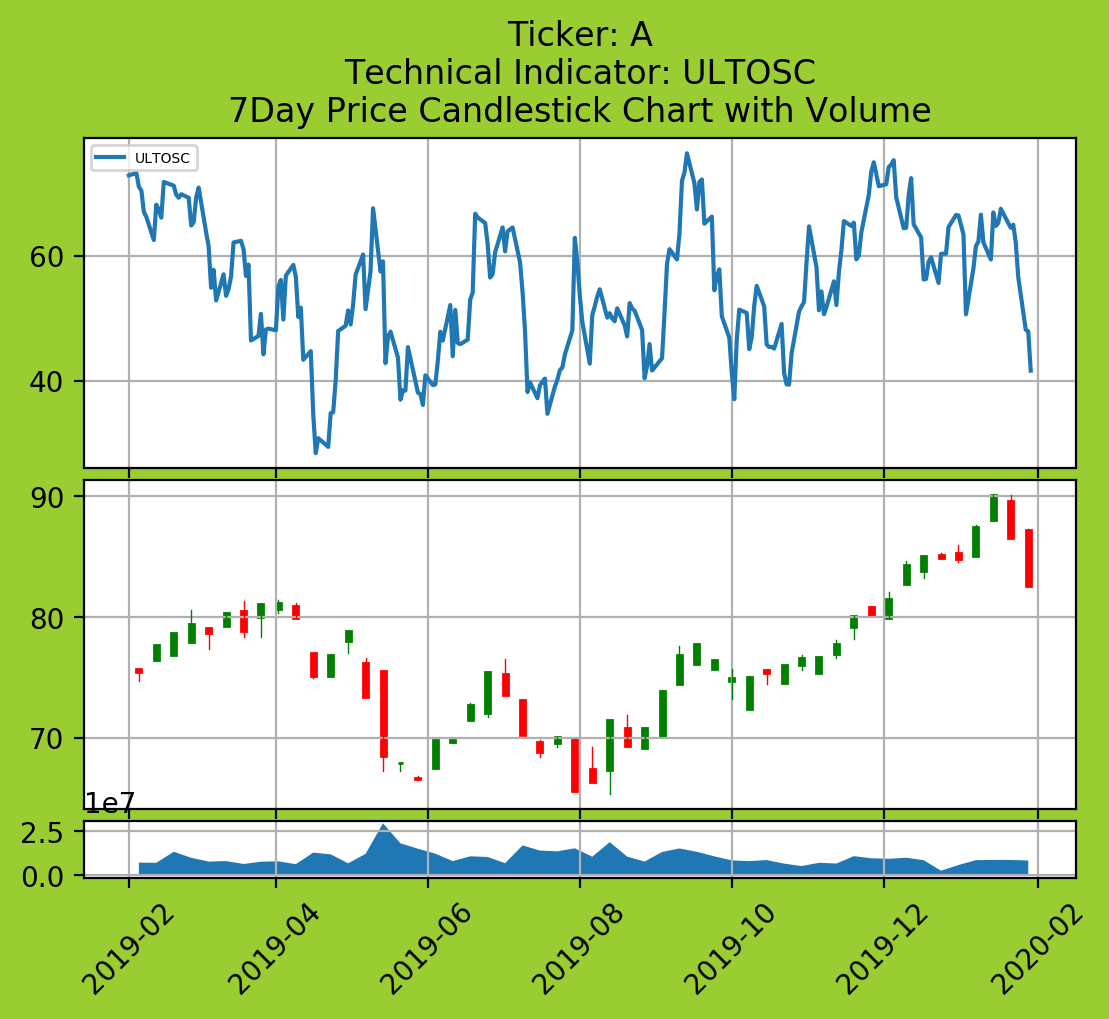 Ticker: A
Technical Indicator: ULTOSC
7Day Price Candlestick Chart with Volume
ULTOSC
60
40
90
80
70
1e7
2.5
0.0
2019-02
2019-04
2019-06
2019-08
2019-10
2019-12
2020-02